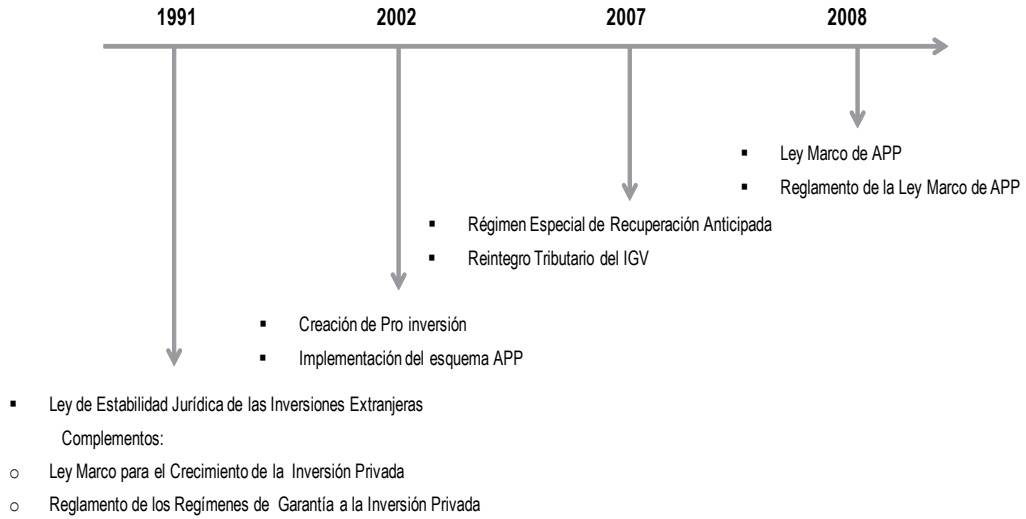 1991 2002 2007 2008
▪ Ley Marco de APP
▪ Reglamento de la Ley Marco de APP
▪ Régimen Especial de Recuperación Anticipada
▪ Reintegro Tributario del IGV
▪ Creación de Pro inversión
▪ Implementación del esquema APP
▪ Ley de Estabilidad Jurídica de las Inversiones Extranjeras
Complementos:
o Ley Marco para el Crecimiento de la Inversión Privada
o Reglamento de los Regímenes de Garantía a la Inversión Privada